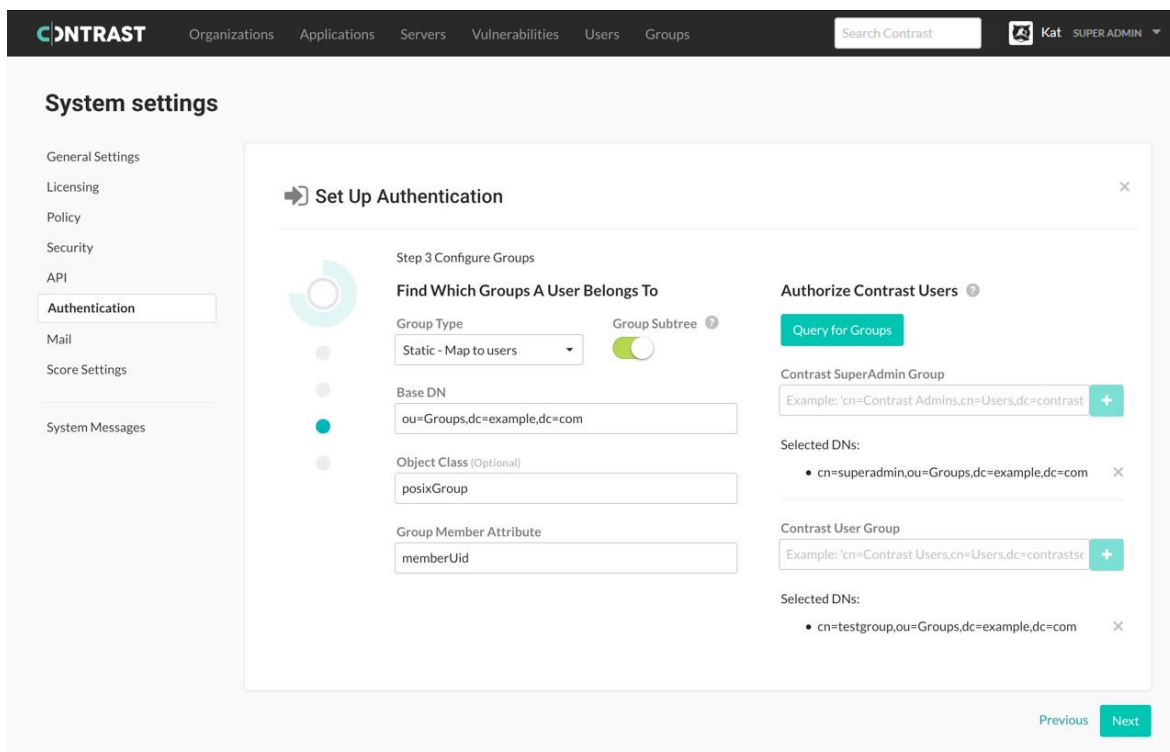 CONTRAST
Organizations Applications Servers Vulnerabilities Users Groups
Search Contrast
Kat SUPER ADMIN
System settings
General Settings
Licensing
Policy
Security
API
Authentication
Mail
Score Settings
System Messages
Set Up Authentication
Step 3 Configure Groups
Find Which Groups A User Belongs To
Group Type
Group Subtree
Static - Map to users
Base DN
ou=Groups,dc=example,dc=com
Object Class (Optional)
posixGroup
Group Member Attribute
memberUid
Authorize Contrast Users
Query for Groups
Contrast SuperAdmin Group
Example: 'cn=Contrast Admins,cn=Users,dc=contrast
Selected DNs:
• cn=superadmin,ou=Groups,dc=example,dc=com
Contrast User Group
Example: 'cn=Contrast Users,cn=Users,dc=contrastse
Selected DNs:
• cn=testgroup,ou=Groups,dc=example,dc=com
Previous
Next